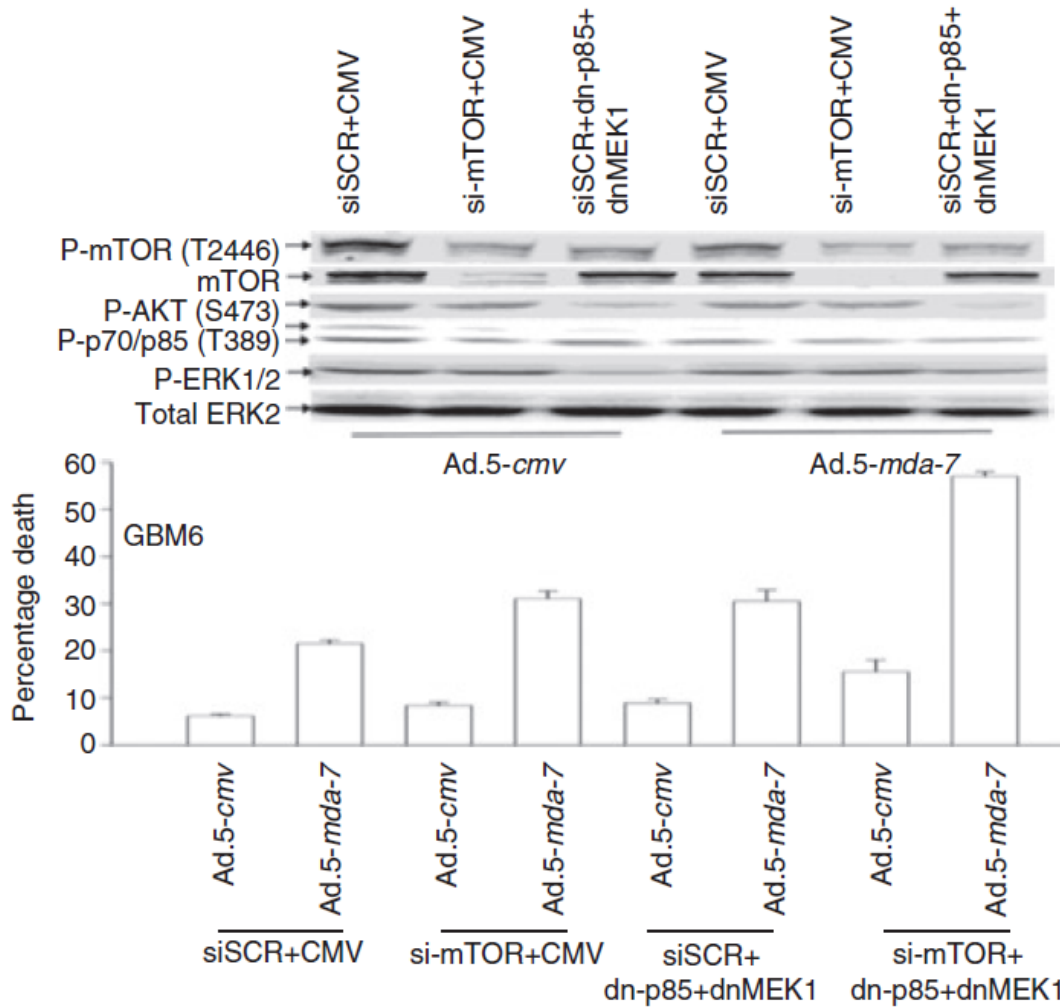 siSCR+CMV
si-mTOR+CMV
siSCR+dn-p85+
dnMEK1
siSCR+CMV
si-mTOR+CMV
siSCR+dn-p85+
dnMEK1
P-mTOR (T2446)
mTOR
P-AKT (S473)
P-p70/p85 (T389)
P-ERK1/2
Total ERK2
Ad.5-cmv
Ad.5-mda-7
60
50
40
30
20
10
0
Percentage death
GBM6
Ad.5-cmv
Ad.5-mda-7
Ad.5-cmv
Ad.5-mda-7
Ad.5-cmv
Ad.5-mda-7
Ad.5-cmv
Ad.5-mda-7
siSCR+CMV
si-mTOR+CMV
siSCR+
dn-p85+dnMEK1
si-mTOR+
dn-p85+dnMEK1